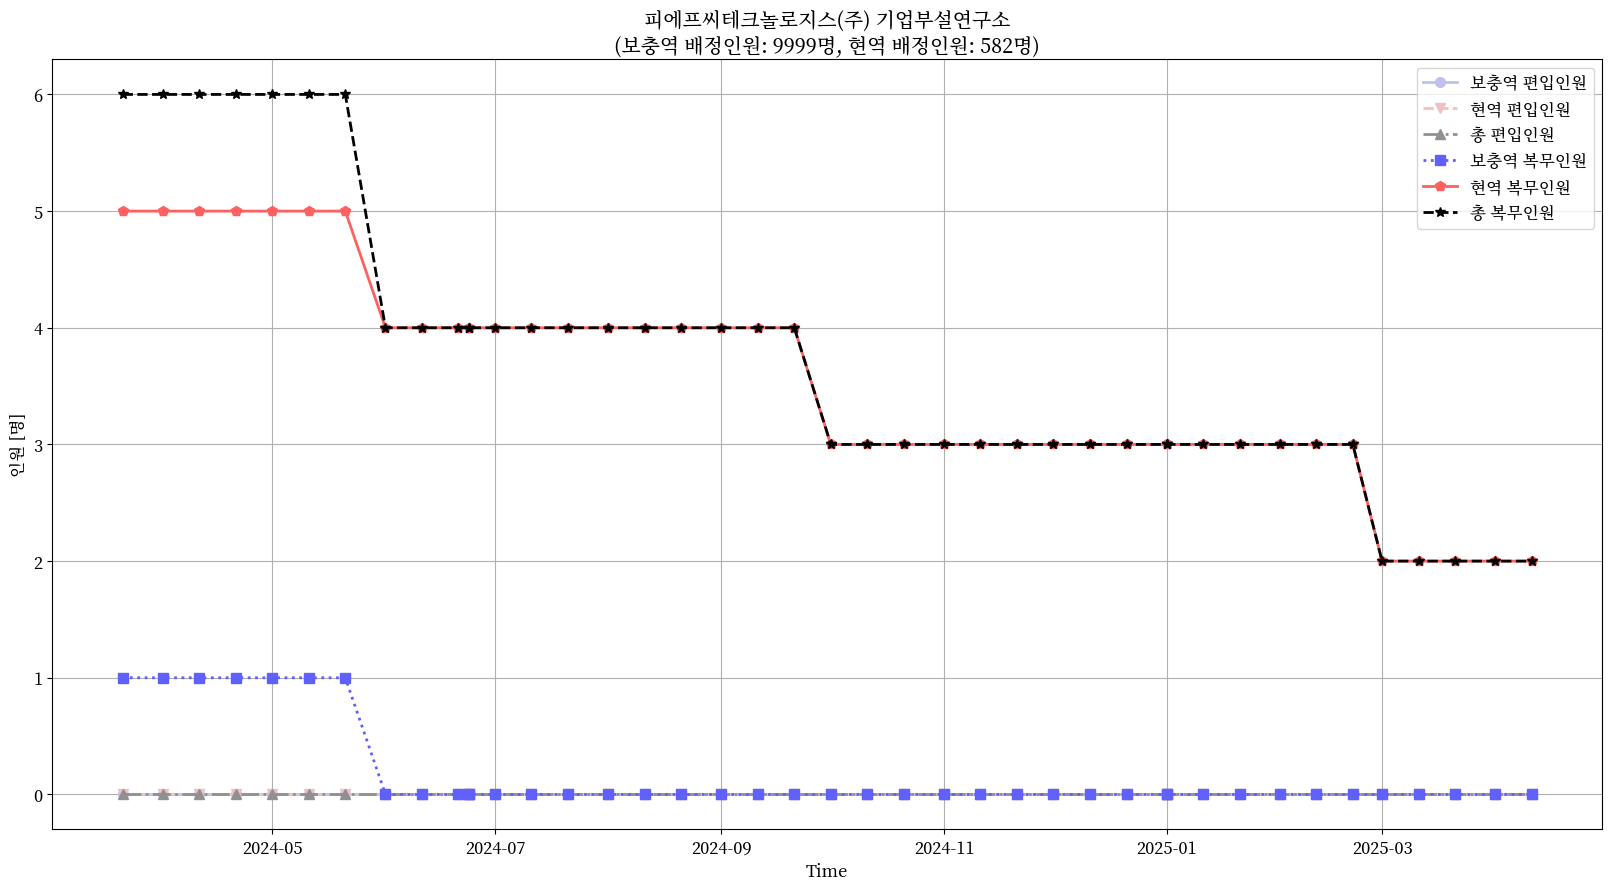 피에프씨테크놀로지스(주) 기업부설연구소
(보충역 배정인원: 9999명, 현역 배정인원: 582명)
보충역 편입인원
현역 편입인원
총 편입인원
보충역 복무인원
현역 복무인원
총 복무인원
인원 [명]
6
5
4
3
2
1
0
2024-05
2024-07
2024-09
2024-11
2025-01
2025-03
Time